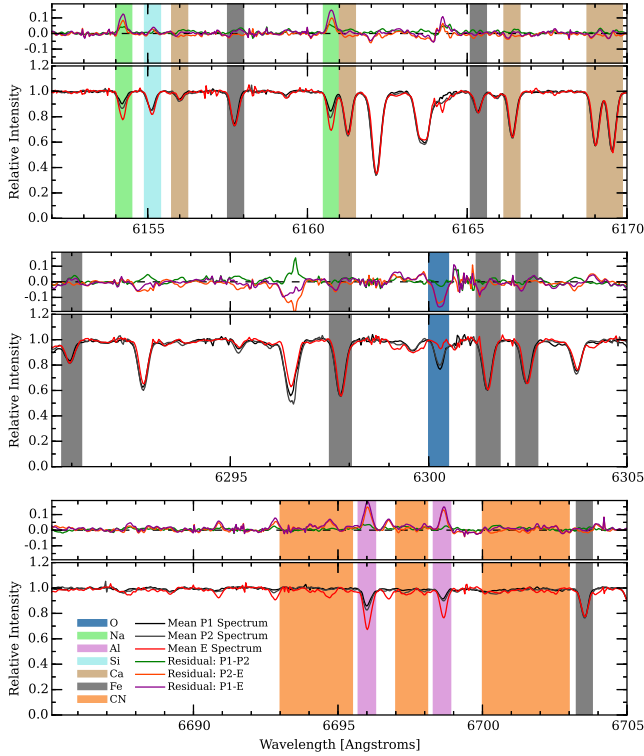 0.1
0.0
-0.1
1.2
1.0
0.8
0.6
0.4
0.2
0.0
Relative Intensity
6155 6160 6165 6170
0.1
0.0
-0.1
1.2
1.0
0.8
0.6
0.4
0.2
0.0
Relative Intensity
6295 6300 6305
0.1
0.0
-0.1
1.2
1.0
0.8
0.6
0.4
0.2
0.0
Relative Intensity
O Mean P1 Spectrum
Na Mean P2 Spectrum
Al Mean E Spectrum
Si Residual: P1-P2
Ca Residual: P2-E
Fe Residual: P1-E
CN
6690 6695 6700 6705
Wavelength [Angstroms]